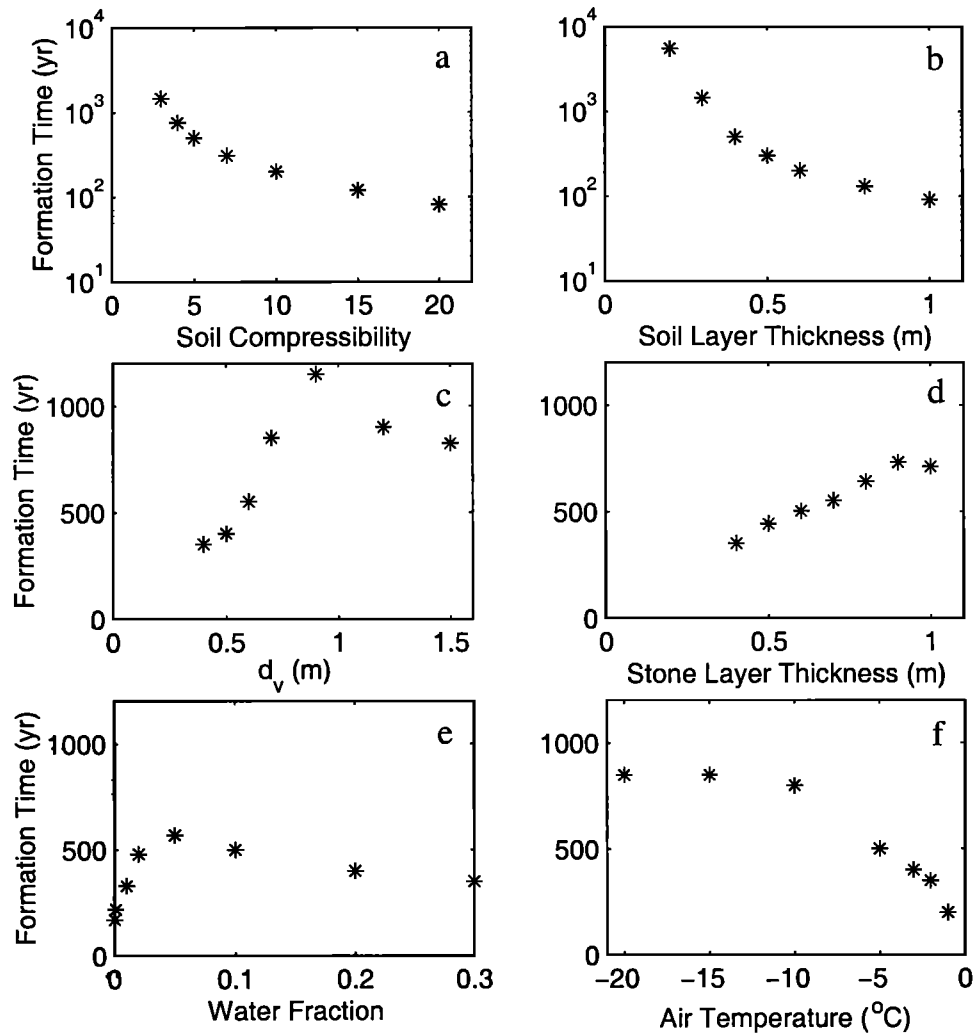 10^4
10^3
10^2
10^1
Formation Time (yr)
a
0 5 10 15 20
Soil Compressibility
10^4
10^3
10^2
10^1
b
0 0.5 1
Soil Layer Thickness (m)
1000
500
0
Formation Time (yr)
c
0 0.5 1 1.5
d_v (m)
1000
500
0
d
0 0.5 1
Stone Layer Thickness (m)
1000
500
0
Formation Time (yr)
e
0 0.1 0.2 0.3
Water Fraction
1000
500
0
f
−20 −15 −10 −5 0
Air Temperature (°C)